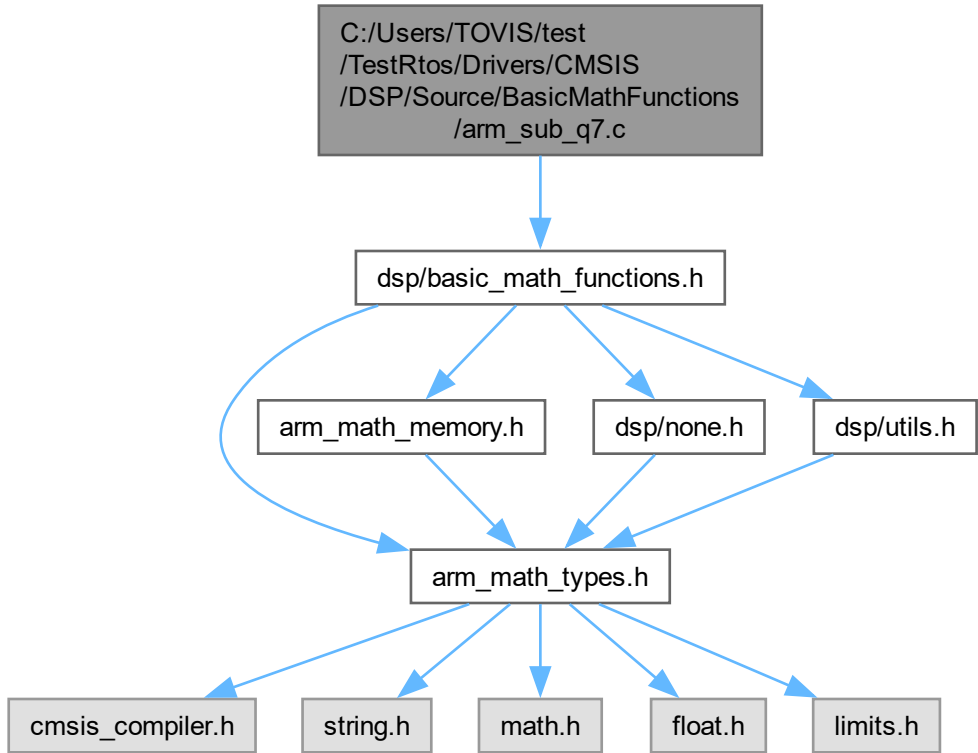 C:/Users/TOVIS/test
/TestRtos/Drivers/CMSIS
/DSP/Source/BasicMathFunctions
/arm_sub_q7.c
dsp/basic_math_functions.h
arm_math_memory.h
dsp/none.h
dsp/utils.h
arm_math_types.h
cmsis_compiler.h
string.h
math.h
float.h
limits.h